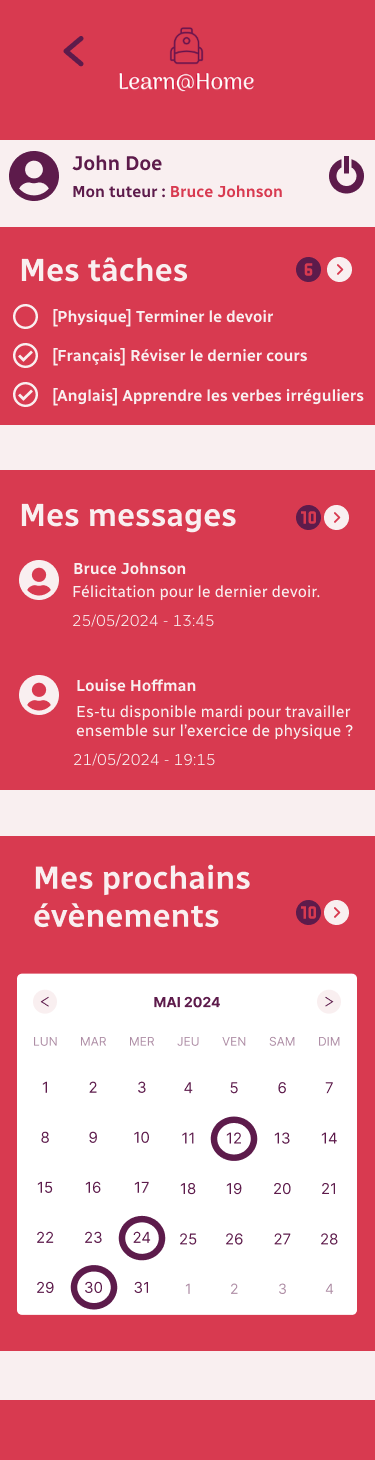 Learn@Home
John Doe
Mon tuteur : Bruce Johnson
Mes tâches
6
[Physique] Terminer le devoir
[Français] Réviser le dernier cours
[Anglais] Apprendre les verbes irréguliers
Mes messages
10
Bruce Johnson
Félicitation pour le dernier devoir.
25/05/2024 - 13:45
Louise Hoffman
Es-tu disponible mardi pour travailler
ensemble sur l'exercice de physique ?
21/05/2024 - 19:15
Mes prochains
évènements
10
< MAI 2024 >
LUN MAR MER JEU VEN SAM DIM
1 2 3 4 5 6 7
8 9 10 11 12 13 14
15 16 17 18 19 20 21
22 23 24 25 26 27 28
29 30 31 1 2 3 4